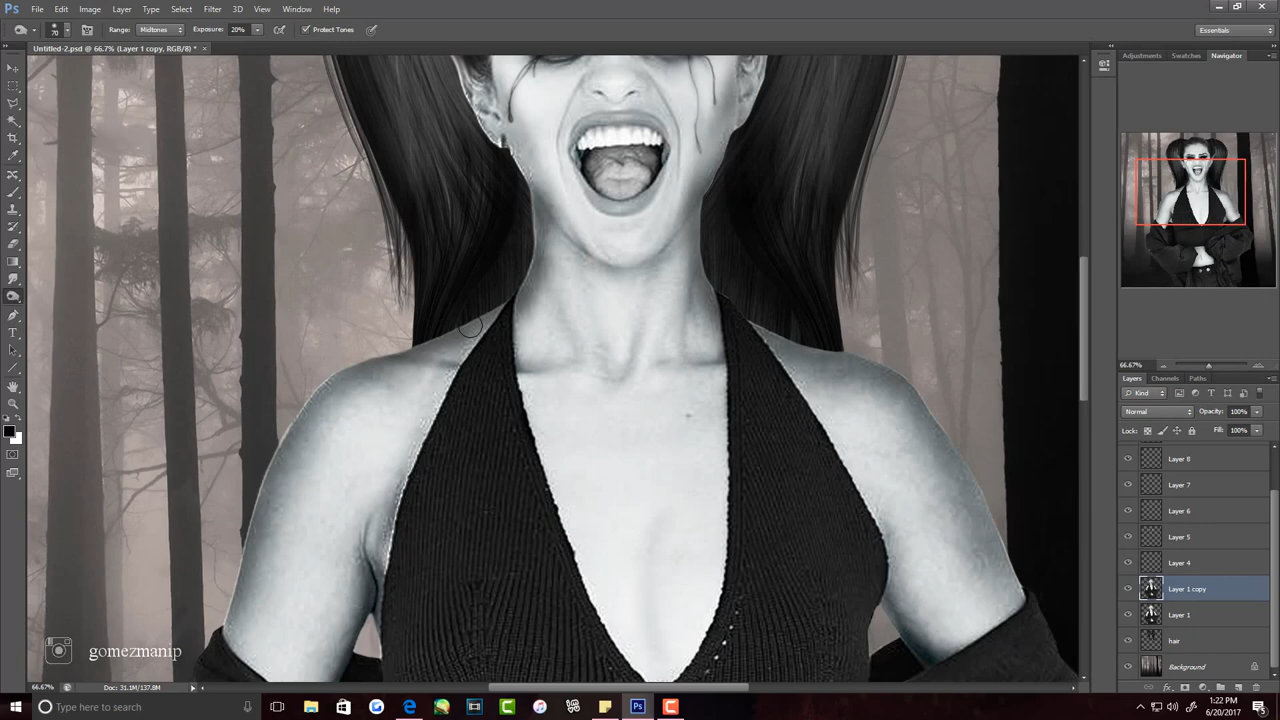 Ps File Edit Image Layer Type Select Filter 3D View Window Help
70 Range: Midtones Exposure: 20% Protect Tones Essentials
Untitled-2.psd @ 66.7% (Layer 1 copy, RGB/8) * ×
Adjustments Swatches Navigator
66.67%
Layers Channels Paths
Kind
Normal Opacity: 100%
Lock: Fill: 100%
Layer 8
Layer 7
Layer 6
Layer 5
Layer 4
Layer 1 copy
Layer 1
hair
Background
gomezmanip
66.67% Doc: 31.1M/137.8M
Type here to search
Ps
1:22 PM
6/20/2017